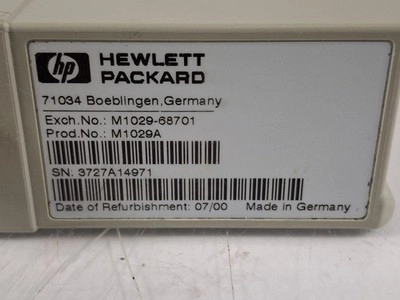 hp HEWLETT
PACKARD
71034 Boeblingen,Germany
Exch.No.: M1029-68701
Prod.No.: M1029A
SN: 3727A14971
Date of Refurbishment: 07/00 Made in Germany